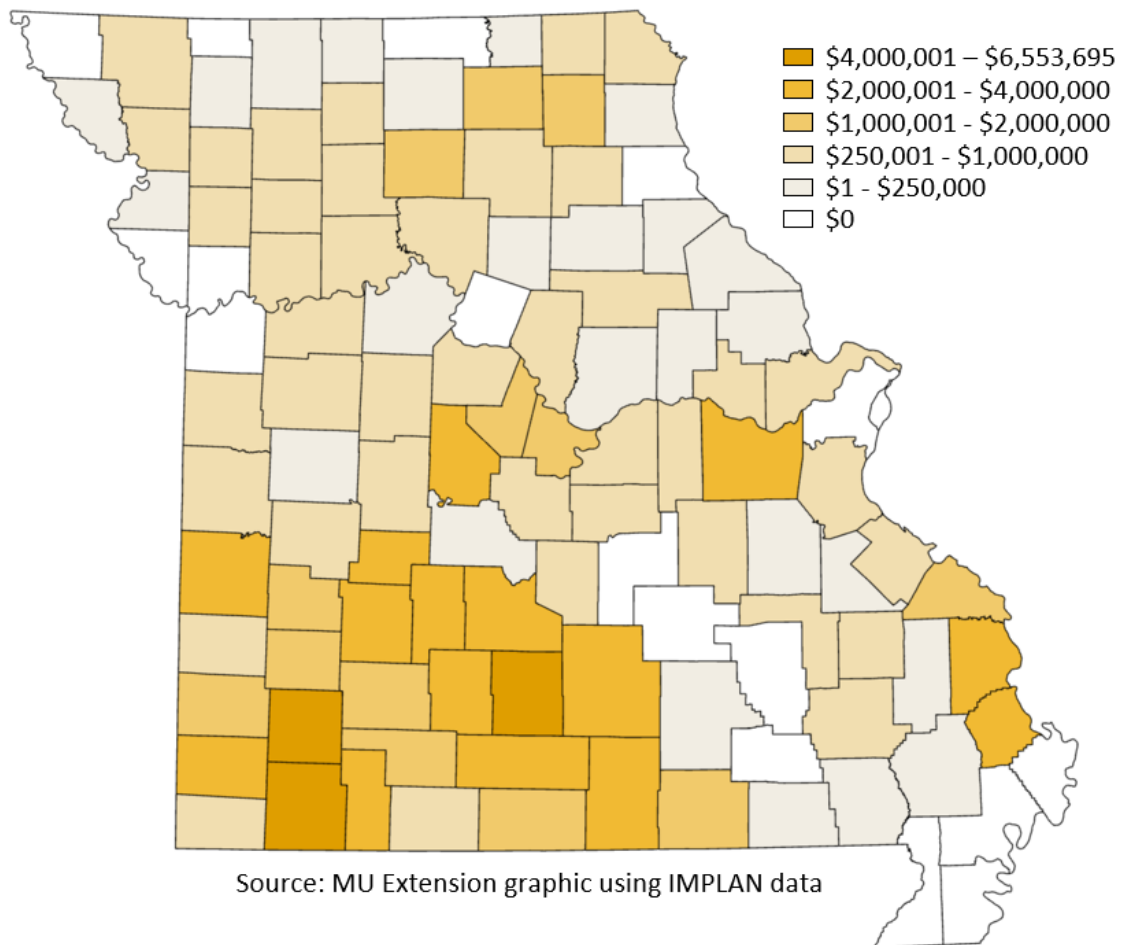 $4,000,001 – $6,553,695
$2,000,001 - $4,000,000
$1,000,001 - $2,000,000
$250,001 - $1,000,000
$1 - $250,000
$0
Source: MU Extension graphic using IMPLAN data